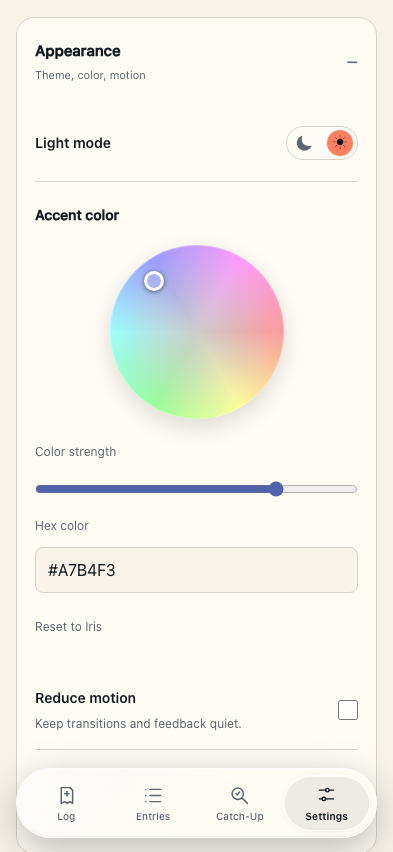 Appearance
Theme, color, motion
Light mode
Accent color
Color strength
Hex color
#A7B4F3
Reset to Iris
Reduce motion
Keep transitions and feedback quiet.
Log
Entries
Catch-Up
Settings